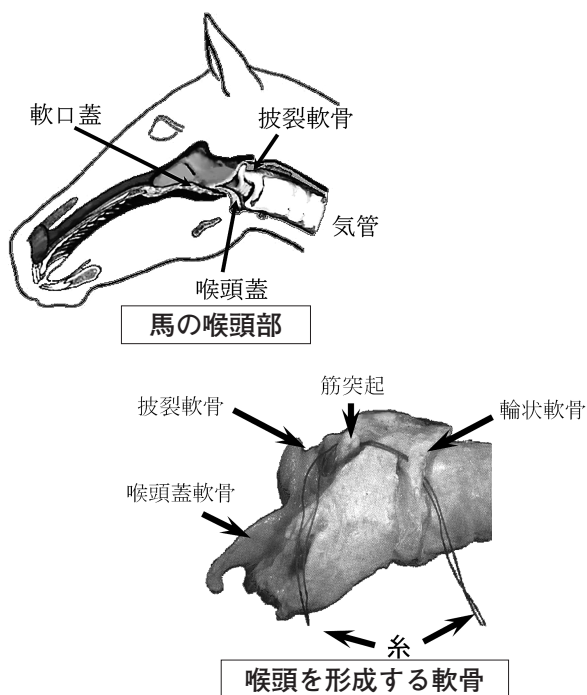 軟口蓋
披裂軟骨
気管
喉頭蓋
馬の喉頭部
筋突起
披裂軟骨
輪状軟骨
喉頭蓋軟骨
糸
喉頭を形成する軟骨